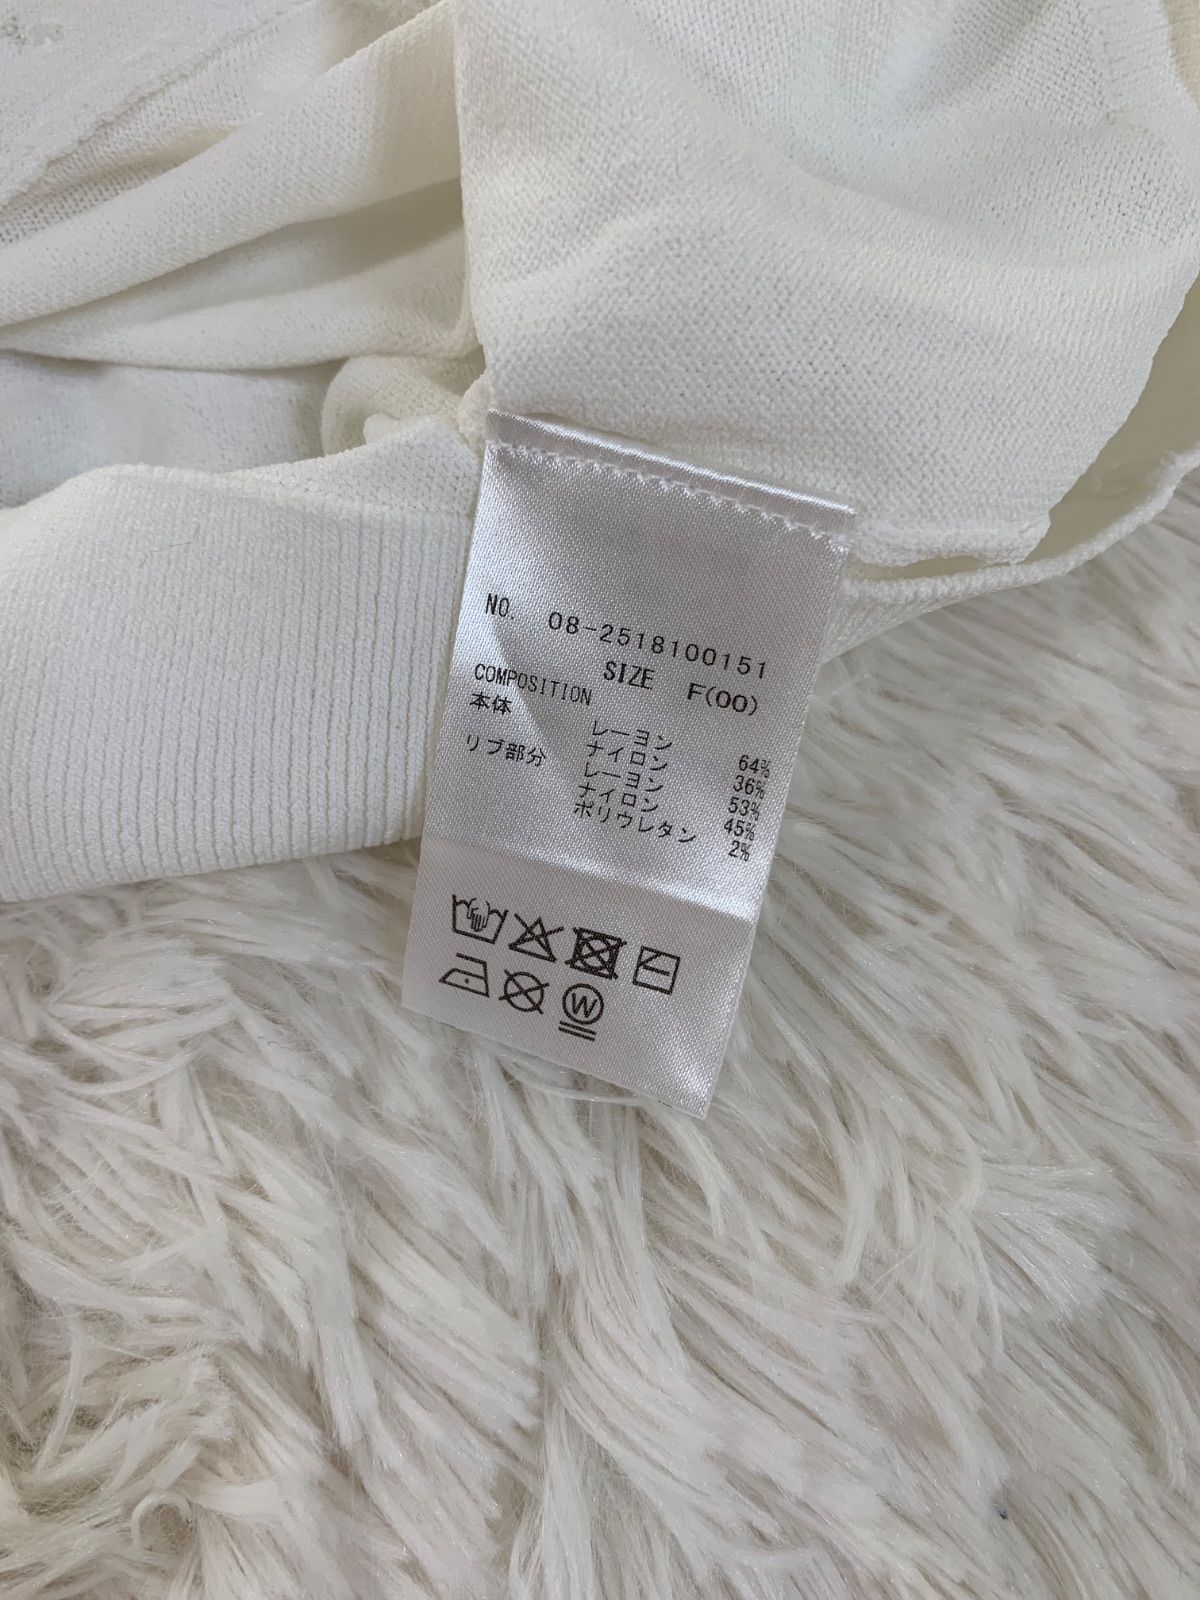 NO. 08-2518100151
SIZE F(00)
COMPOSITION
本体 レーヨン 64%
ナイロン 36%
リブ部分 レーヨン 53%
ナイロン 45%
ポリウレタン 2%
W